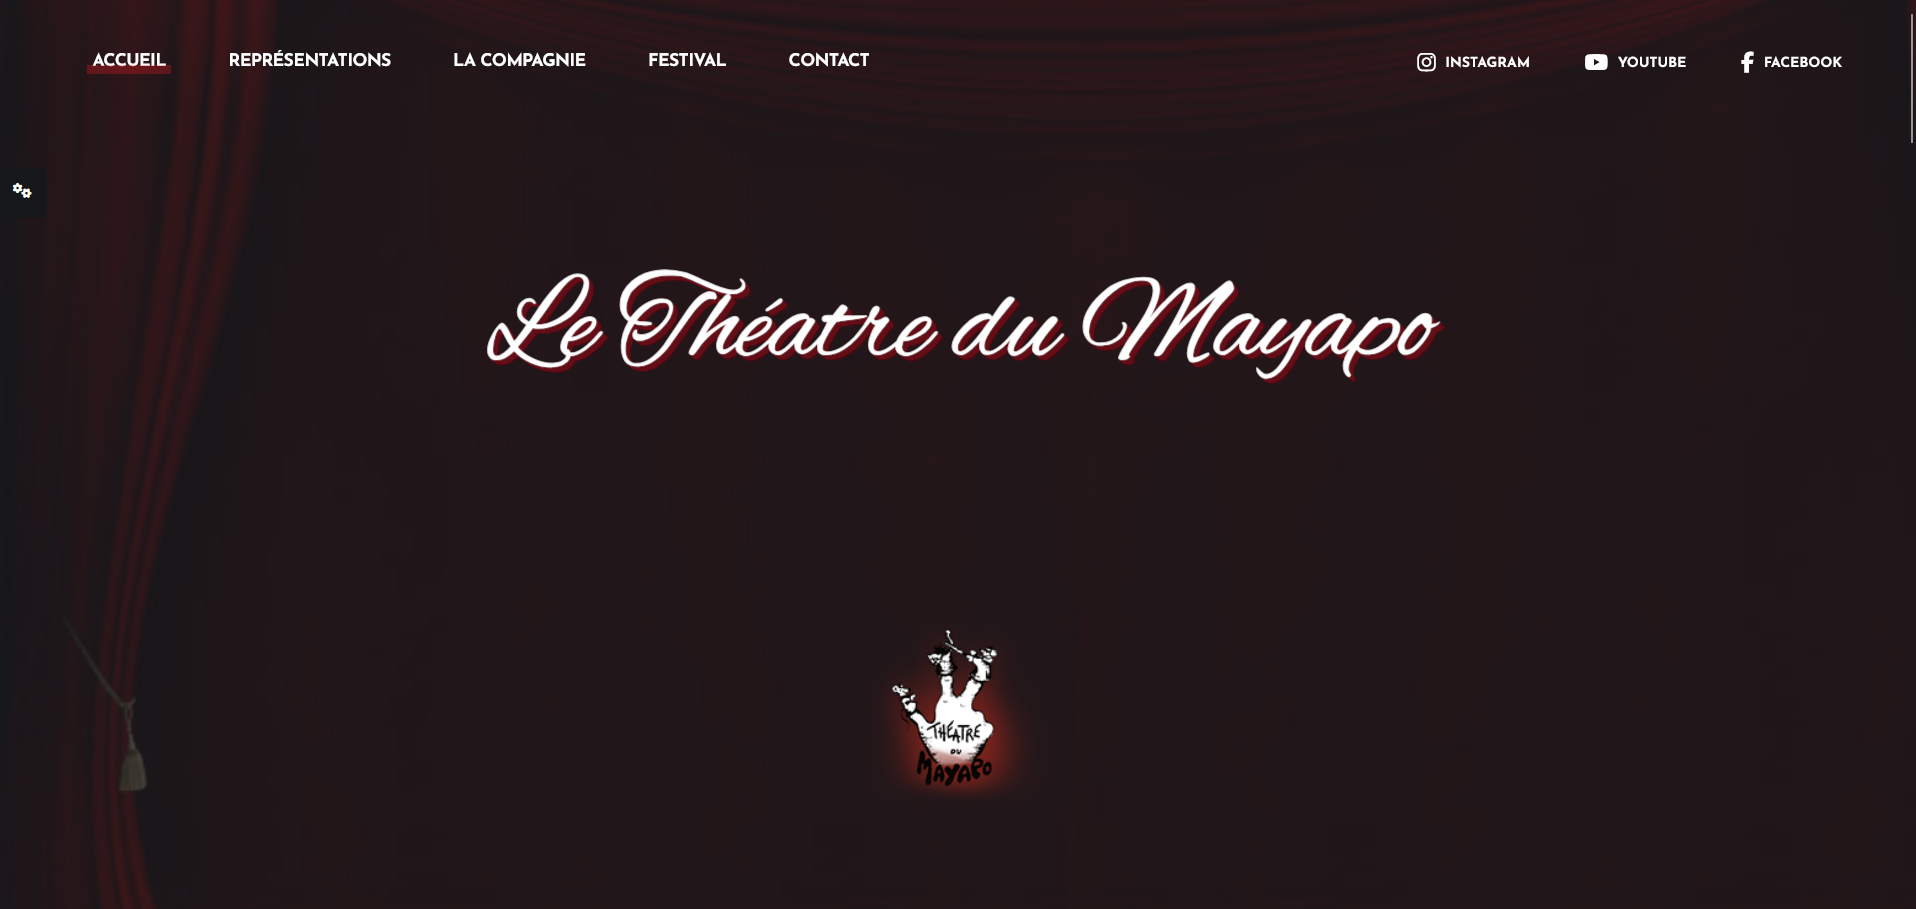 ACCUEIL REPRÉSENTATIONS LA COMPAGNIE FESTIVAL CONTACT INSTAGRAM YOUTUBE FACEBOOK
Le Théatre du Mayapo
THÉATRE
DU
MAYAPO